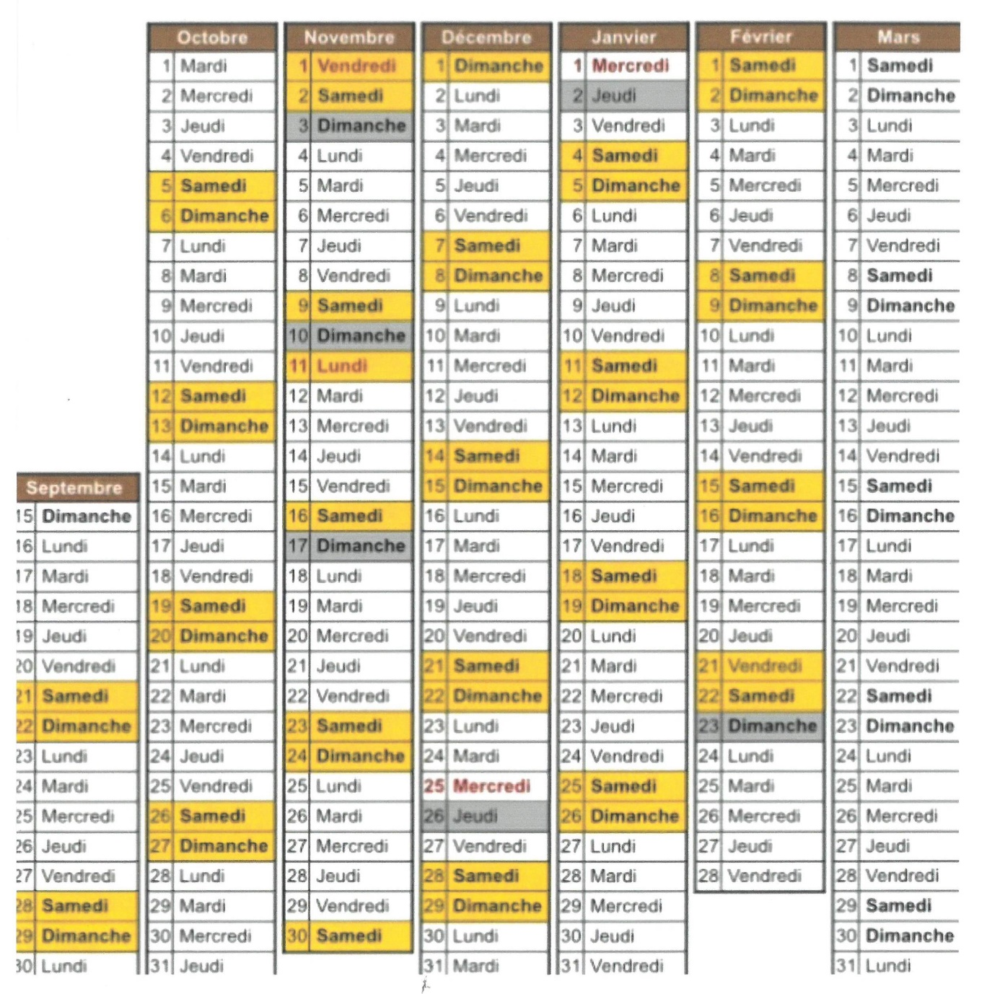 Septembre
15 Dimanche
16 Lundi
17 Mardi
18 Mercredi
19 Jeudi
20 Vendredi
21 Samedi
22 Dimanche
23 Lundi
24 Mardi
25 Mercredi
26 Jeudi
27 Vendredi
28 Samedi
29 Dimanche
30 Lundi
Octobre
1 Mardi
2 Mercredi
3 Jeudi
4 Vendredi
5 Samedi
6 Dimanche
7 Lundi
8 Mardi
9 Mercredi
10 Jeudi
11 Vendredi
12 Samedi
13 Dimanche
14 Lundi
15 Mardi
16 Mercredi
17 Jeudi
18 Vendredi
19 Samedi
20 Dimanche
21 Lundi
22 Mardi
23 Mercredi
24 Jeudi
25 Vendredi
26 Samedi
27 Dimanche
28 Lundi
29 Mardi
30 Mercredi
31 Jeudi
Novembre
1 Vendredi
2 Samedi
3 Dimanche
4 Lundi
5 Mardi
6 Mercredi
7 Jeudi
8 Vendredi
9 Samedi
10 Dimanche
11 Lundi
12 Mardi
13 Mercredi
14 Jeudi
15 Vendredi
16 Samedi
17 Dimanche
18 Lundi
19 Mardi
20 Mercredi
21 Jeudi
22 Vendredi
23 Samedi
24 Dimanche
25 Lundi
26 Mardi
27 Mercredi
28 Jeudi
29 Vendredi
30 Samedi
Décembre
1 Dimanche
2 Lundi
3 Mardi
4 Mercredi
5 Jeudi
6 Vendredi
7 Samedi
8 Dimanche
9 Lundi
10 Mardi
11 Mercredi
12 Jeudi
13 Vendredi
14 Samedi
15 Dimanche
16 Lundi
17 Mardi
18 Mercredi
19 Jeudi
20 Vendredi
21 Samedi
22 Dimanche
23 Lundi
24 Mardi
25 Mercredi
26 Jeudi
27 Vendredi
28 Samedi
29 Dimanche
30 Lundi
31 Mardi
Janvier
1 Mercredi
2 Jeudi
3 Vendredi
4 Samedi
5 Dimanche
6 Lundi
7 Mardi
8 Mercredi
9 Jeudi
10 Vendredi
11 Samedi
12 Dimanche
13 Lundi
14 Mardi
15 Mercredi
16 Jeudi
17 Vendredi
18 Samedi
19 Dimanche
20 Lundi
21 Mardi
22 Mercredi
23 Jeudi
24 Vendredi
25 Samedi
26 Dimanche
27 Lundi
28 Mardi
29 Mercredi
30 Jeudi
31 Vendredi
Février
1 Samedi
2 Dimanche
3 Lundi
4 Mardi
5 Mercredi
6 Jeudi
7 Vendredi
8 Samedi
9 Dimanche
10 Lundi
11 Mardi
12 Mercredi
13 Jeudi
14 Vendredi
15 Samedi
16 Dimanche
17 Lundi
18 Mardi
19 Mercredi
20 Jeudi
21 Vendredi
22 Samedi
23 Dimanche
24 Lundi
25 Mardi
26 Mercredi
27 Jeudi
28 Vendredi
Mars
1 Samedi
2 Dimanche
3 Lundi
4 Mardi
5 Mercredi
6 Jeudi
7 Vendredi
8 Samedi
9 Dimanche
10 Lundi
11 Mardi
12 Mercredi
13 Jeudi
14 Vendredi
15 Samedi
16 Dimanche
17 Lundi
18 Mardi
19 Mercredi
20 Jeudi
21 Vendredi
22 Samedi
23 Dimanche
24 Lundi
25 Mardi
26 Mercredi
27 Jeudi
28 Vendredi
29 Samedi
30 Dimanche
31 Lundi